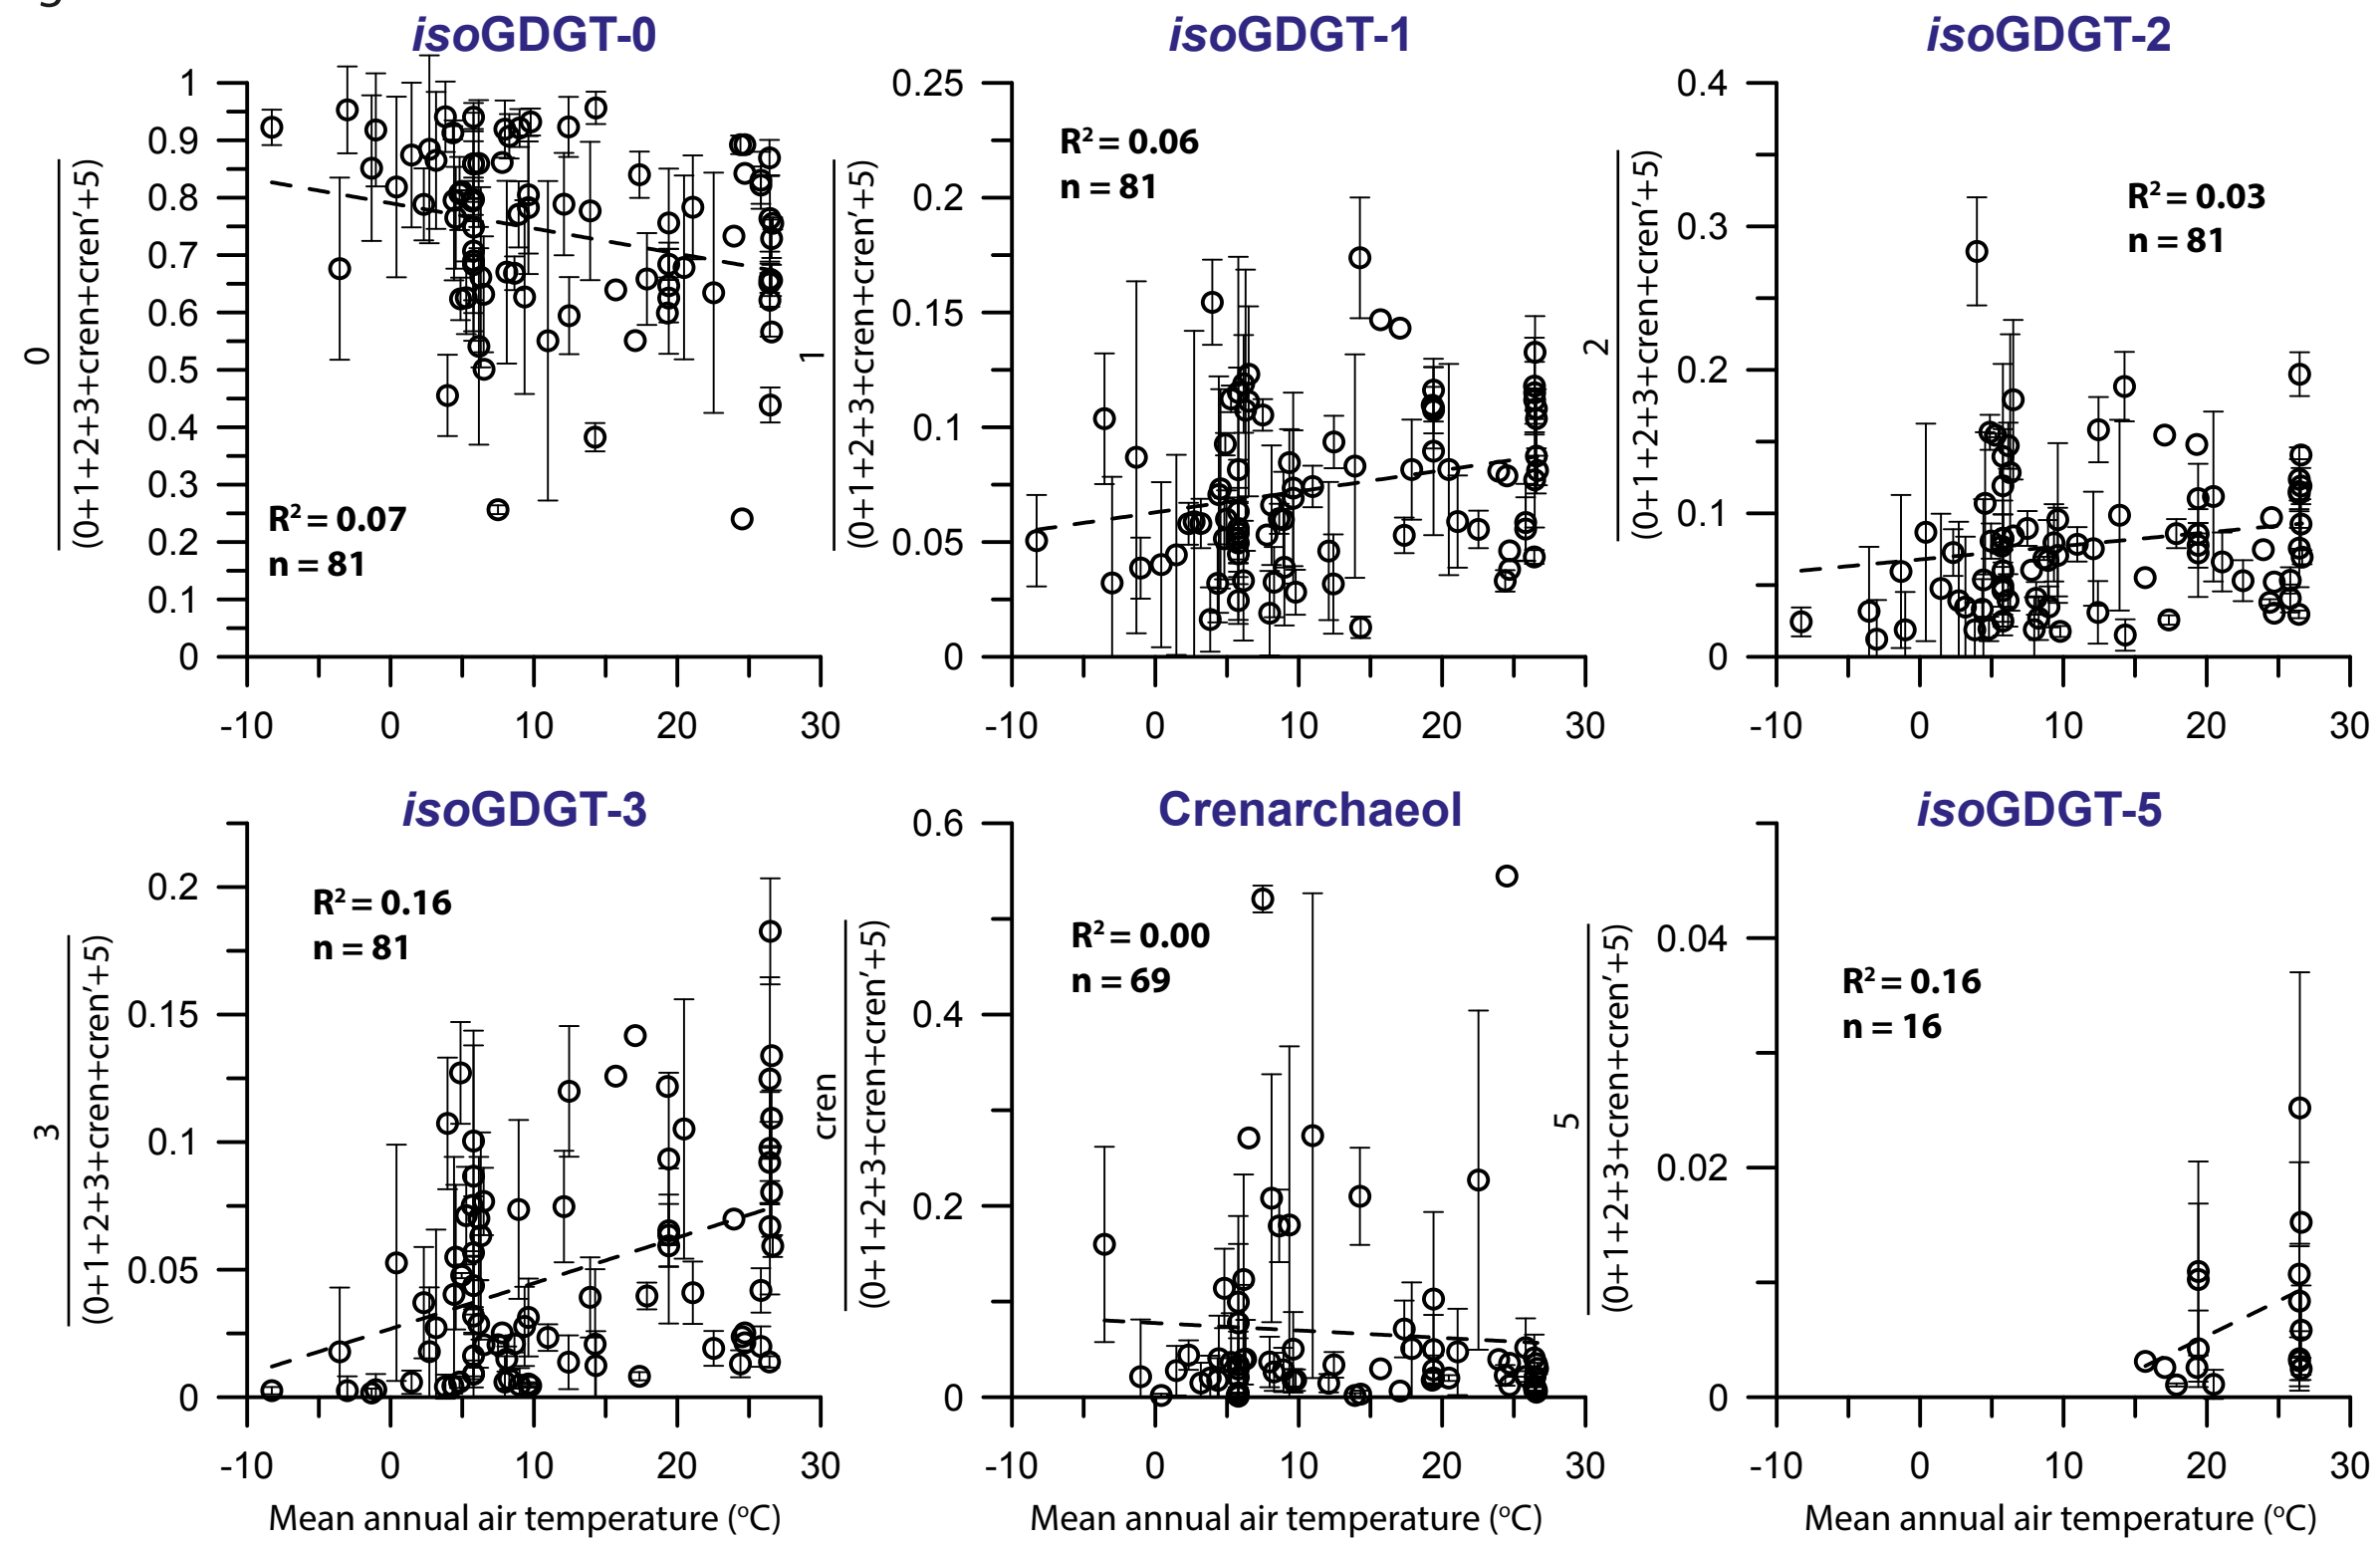 isoGDGT-0
0
(0+1+2+3+cren+cren'+5)
1
0.9
0.8
0.7
0.6
0.5
0.4
0.3
0.2
0.1
0
R² = 0.07
n = 81
-10 0 10 20 30
isoGDGT-1
1
(0+1+2+3+cren+cren'+5)
0.25
0.2
0.15
0.1
0.05
0
R² = 0.06
n = 81
-10 0 10 20 30
isoGDGT-2
2
(0+1+2+3+cren+cren'+5)
0.4
0.3
0.2
0.1
0
R² = 0.03
n = 81
-10 0 10 20 30
isoGDGT-3
3
(0+1+2+3+cren+cren'+5)
0.2
0.15
0.1
0.05
0
R² = 0.16
n = 81
-10 0 10 20 30
Mean annual air temperature (ºC)
Crenarchaeol
cren
(0+1+2+3+cren+cren'+5)
0.6
0.4
0.2
0
R² = 0.00
n = 69
-10 0 10 20 30
Mean annual air temperature (ºC)
isoGDGT-5
5
(0+1+2+3+cren+cren'+5)
0.04
0.02
0
R² = 0.16
n = 16
-10 0 10 20 30
Mean annual air temperature (ºC)